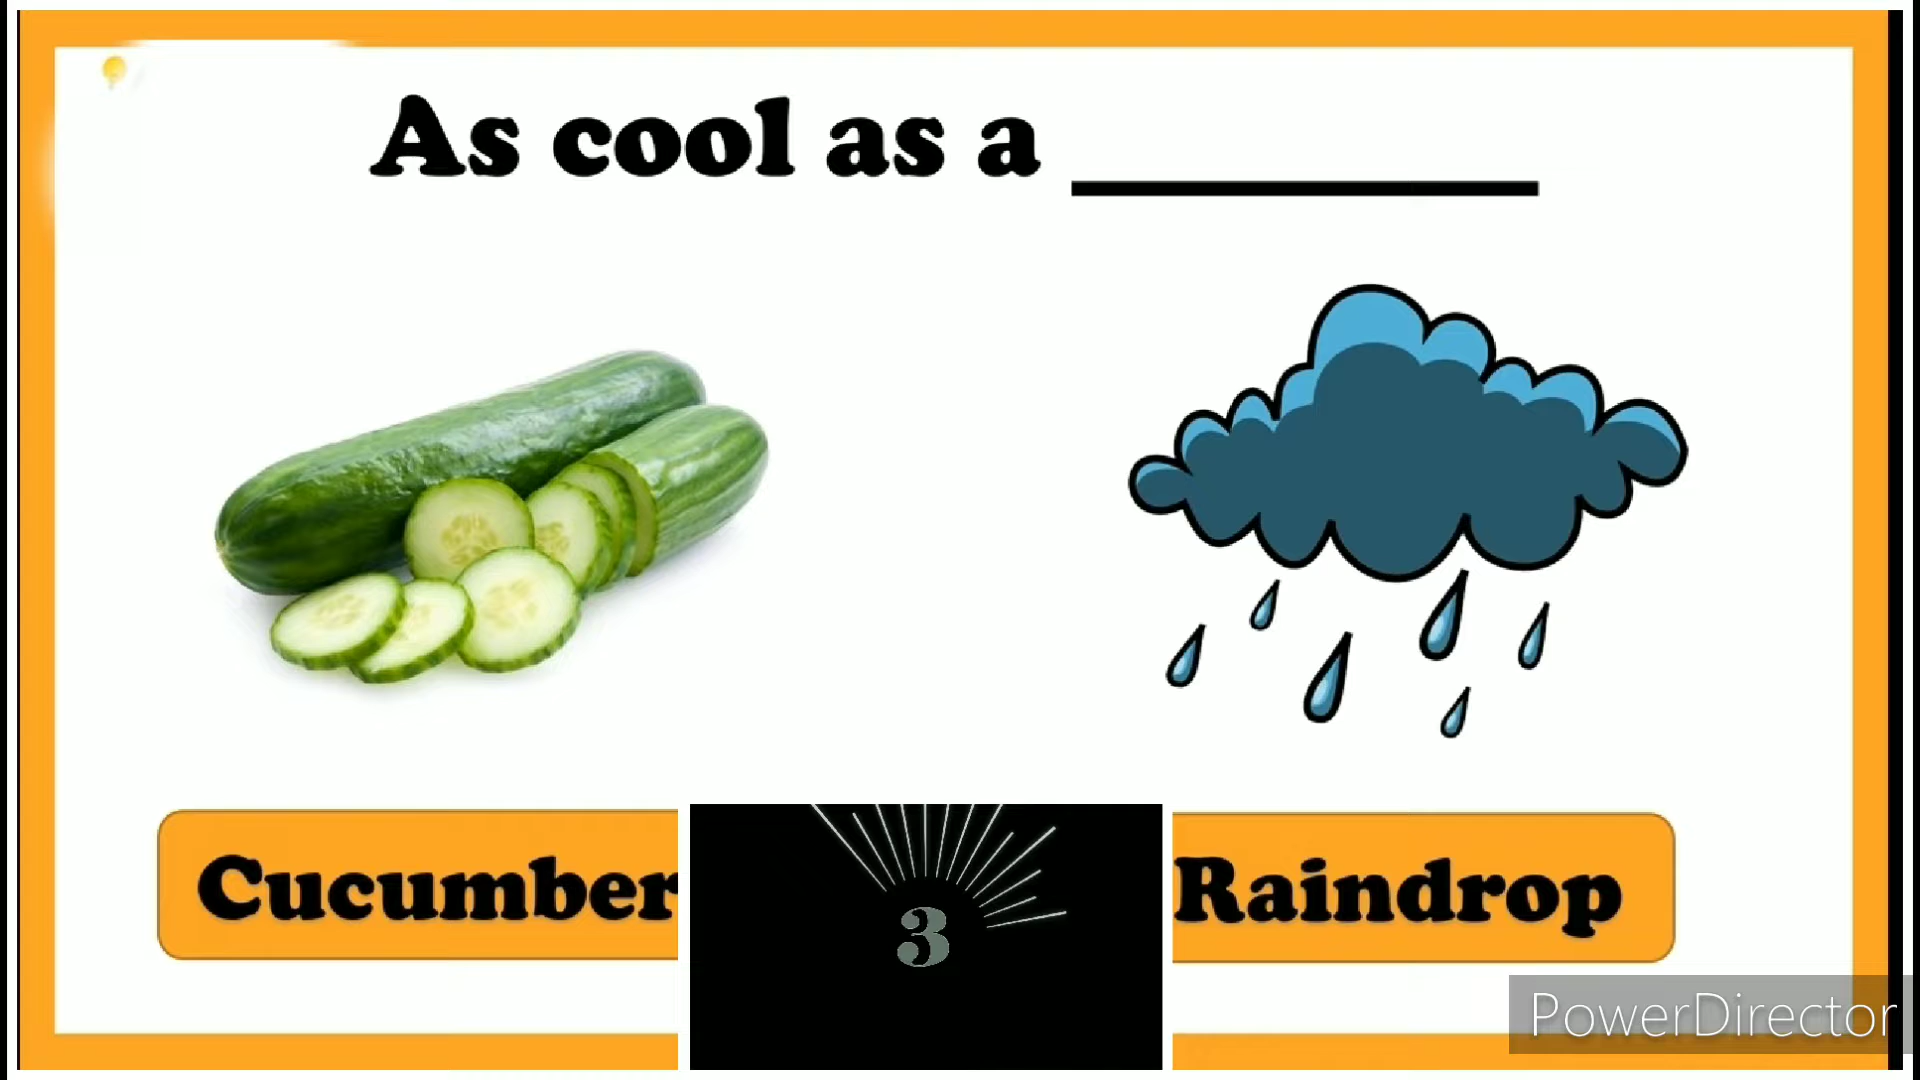 As cool as a ________
Cucumber
3
Raindrop
PowerDirector